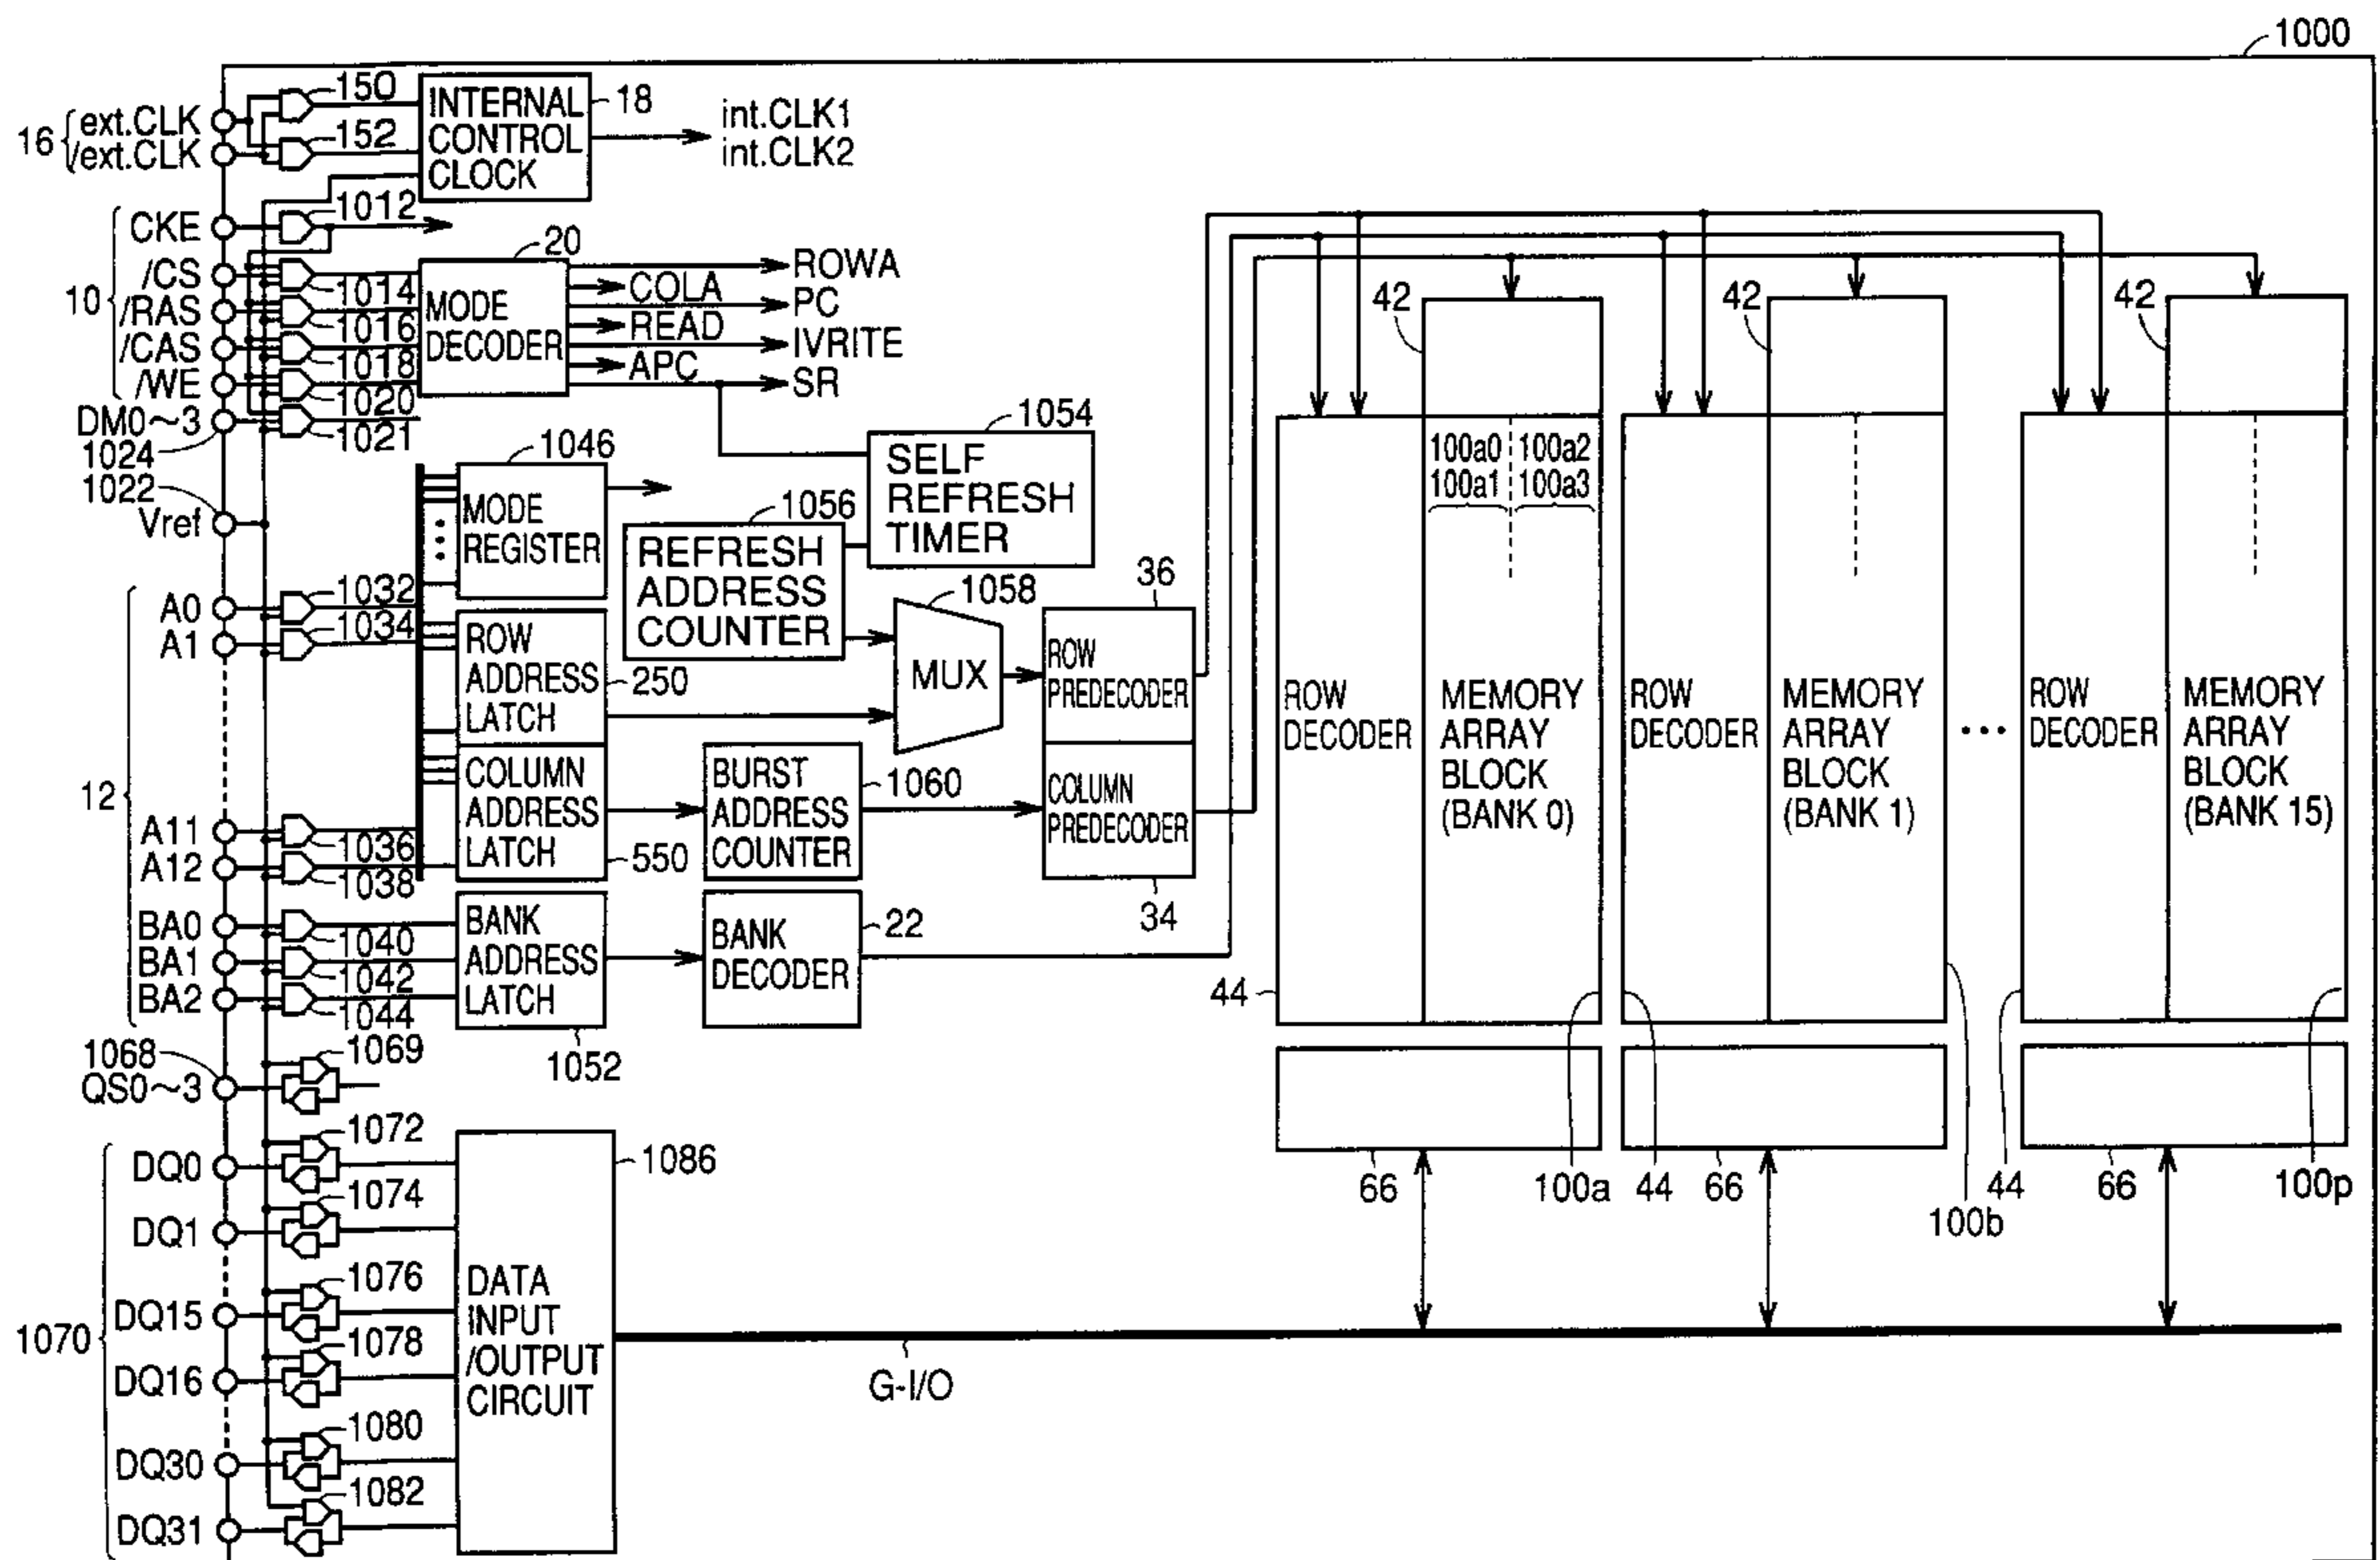 1000
16
ext.CLK
/ext.CLK
150
152
INTERNAL
CONTROL
CLOCK
18
int.CLK1
int.CLK2
10
CKE
1012
/CS
1014
/RAS
1016
/CAS
1018
/WE
1020
DM0~3
1021
1024
1022
Vref
20
MODE
DECODER
ROWA
COLA
PC
READ
IVRITE
APC
SR
1054
SELF
REFRESH
TIMER
1046
MODE
REGISTER
1056
REFRESH
ADDRESS
COUNTER
12
A0
1032
A1
1034
A11
1036
A12
1038
BA0
1040
BA1
1042
BA2
1044
ROW
ADDRESS
LATCH
250
COLUMN
ADDRESS
LATCH
550
BANK
ADDRESS
LATCH
1052
1058
MUX
BURST
ADDRESS
COUNTER
1060
BANK
DECODER
22
36
ROW
PREDECODER
COLUMN
PREDECODER
34
42
42
42
100a0
100a1
100a2
100a3
ROW
DECODER
MEMORY
ARRAY
BLOCK
(BANK 0)
ROW
DECODER
MEMORY
ARRAY
BLOCK
(BANK 1)
...
ROW
DECODER
MEMORY
ARRAY
BLOCK
(BANK 15)
44
66
100a
44
66
100b
44
66
100p
1068
QS0~3
1069
1070
DQ0
1072
DQ1
1074
DQ15
1076
DQ16
1078
DQ30
1080
DQ31
1082
DATA
INPUT
/OUTPUT
CIRCUIT
1086
G-I/O